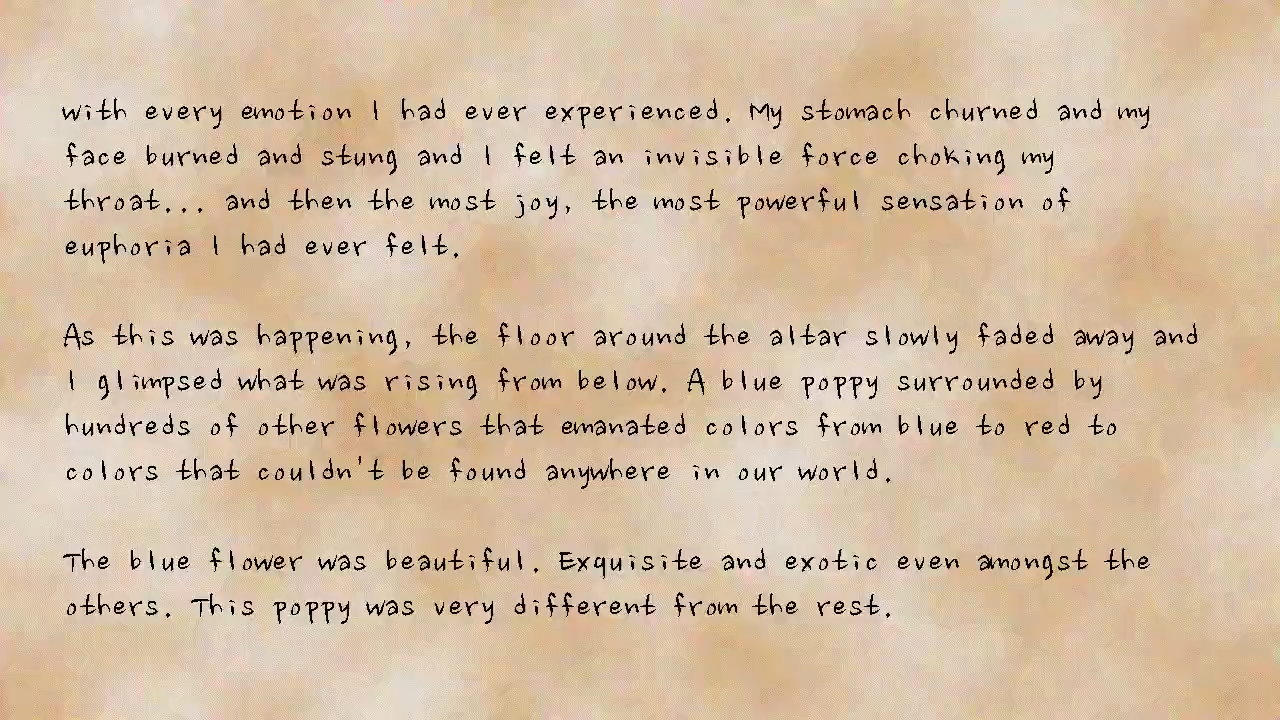 with every emotion I had ever experienced. My stomach churned and my
face burned and stung and I felt an invisible force choking my
throat... and then the most joy, the most powerful sensation of
euphoria I had ever felt.
As this was happening, the floor around the altar slowly faded away and
I glimpsed what was rising from below. A blue poppy surrounded by
hundreds of other flowers that emanated colors from blue to red to
colors that couldn't be found anywhere in our world.
The blue flower was beautiful. Exquisite and exotic even amongst the
others. This poppy was very different from the rest.